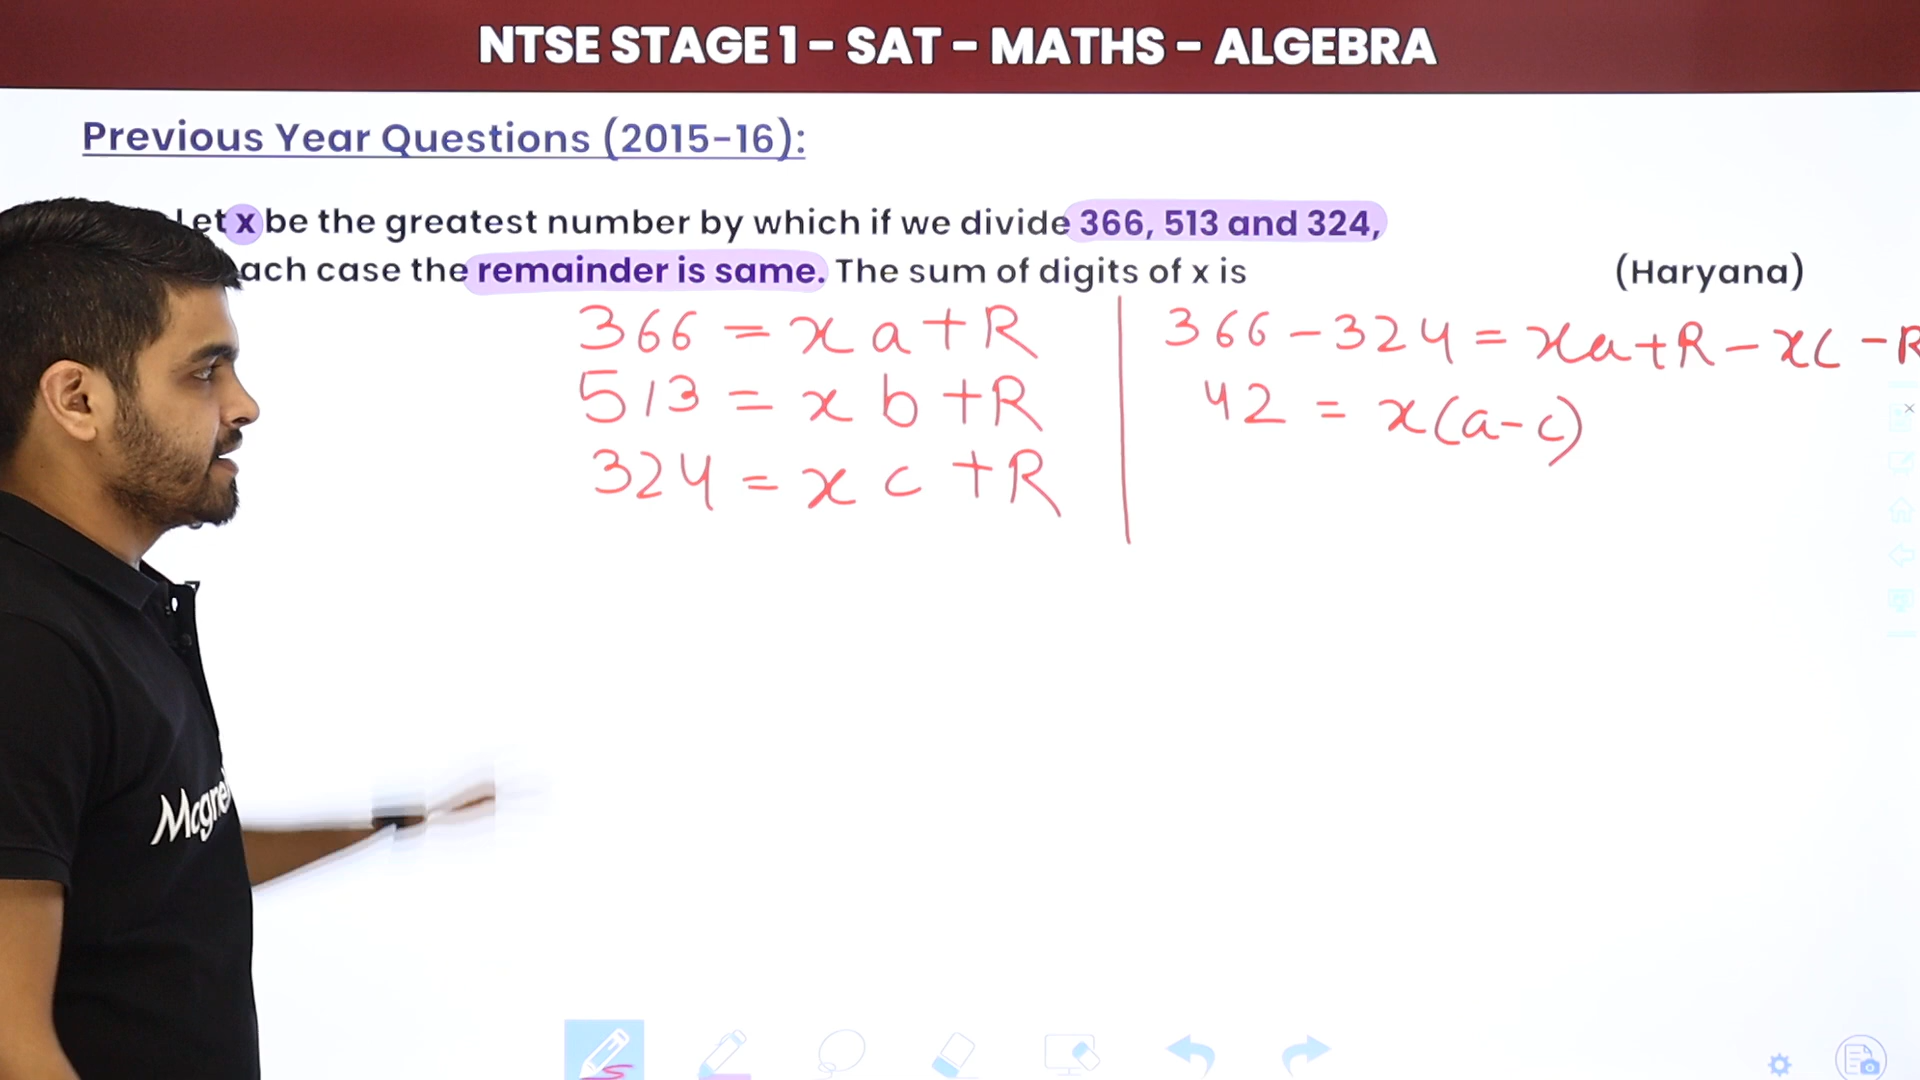 NTSE STAGE 1 - SAT - MATHS - ALGEBRA
Previous Year Questions (2015-16):
Let x be the greatest number by which if we divide 366, 513 and 324,
ach case the remainder is same. The sum of digits of x is (Haryana)
366 = xa+R
513 = xb+R
324 = xc+R
366-324 = xa+R-xc-R
42 = x(a-c)